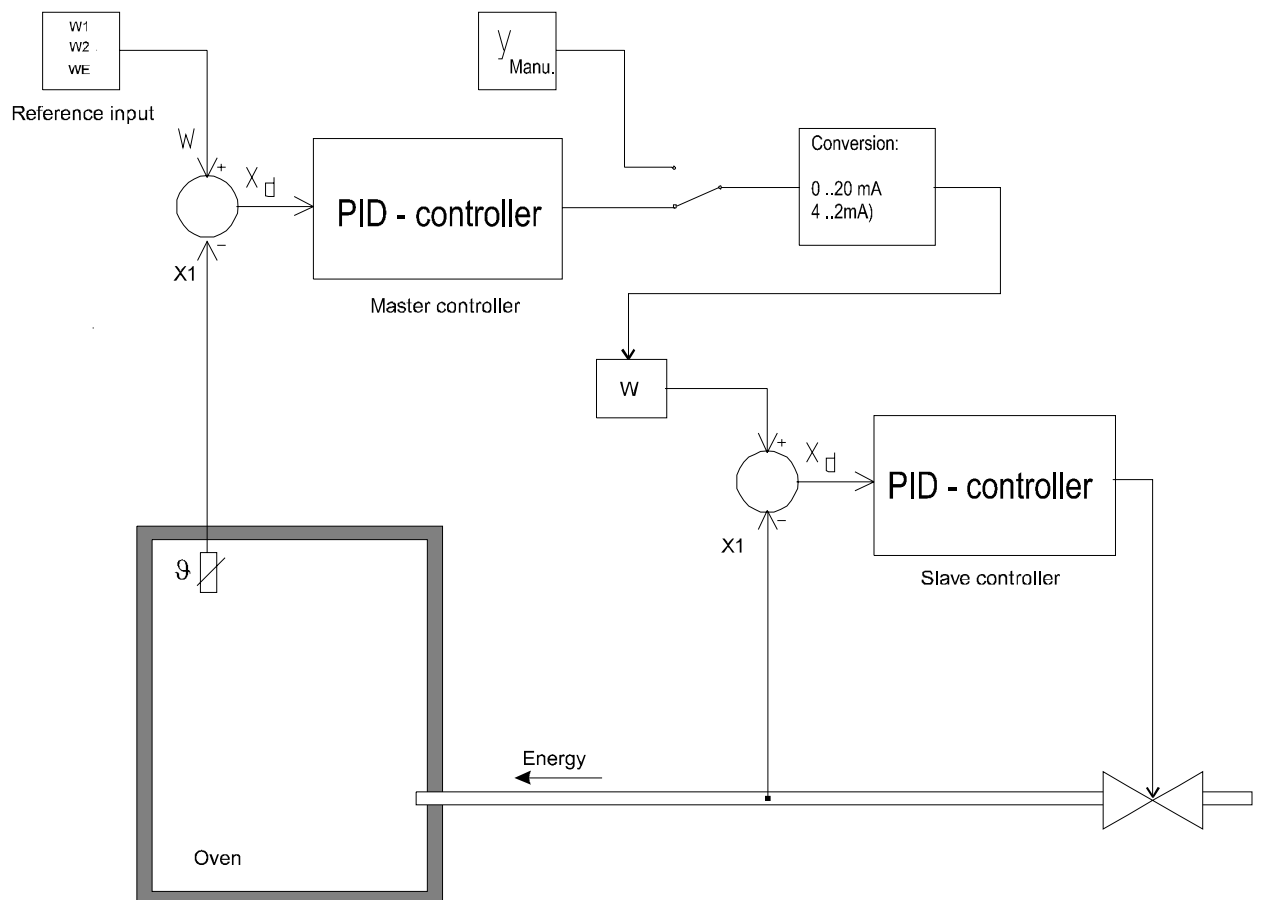 W1
W2
WE
Reference input
W
+
X d
-
X1
PID - controller
Master controller
y Manu.
Conversion:
0 ..20 mA
4 ..2mA)
W
+
X d
-
X1
PID - controller
Slave controller
ϑ
Energy
Oven